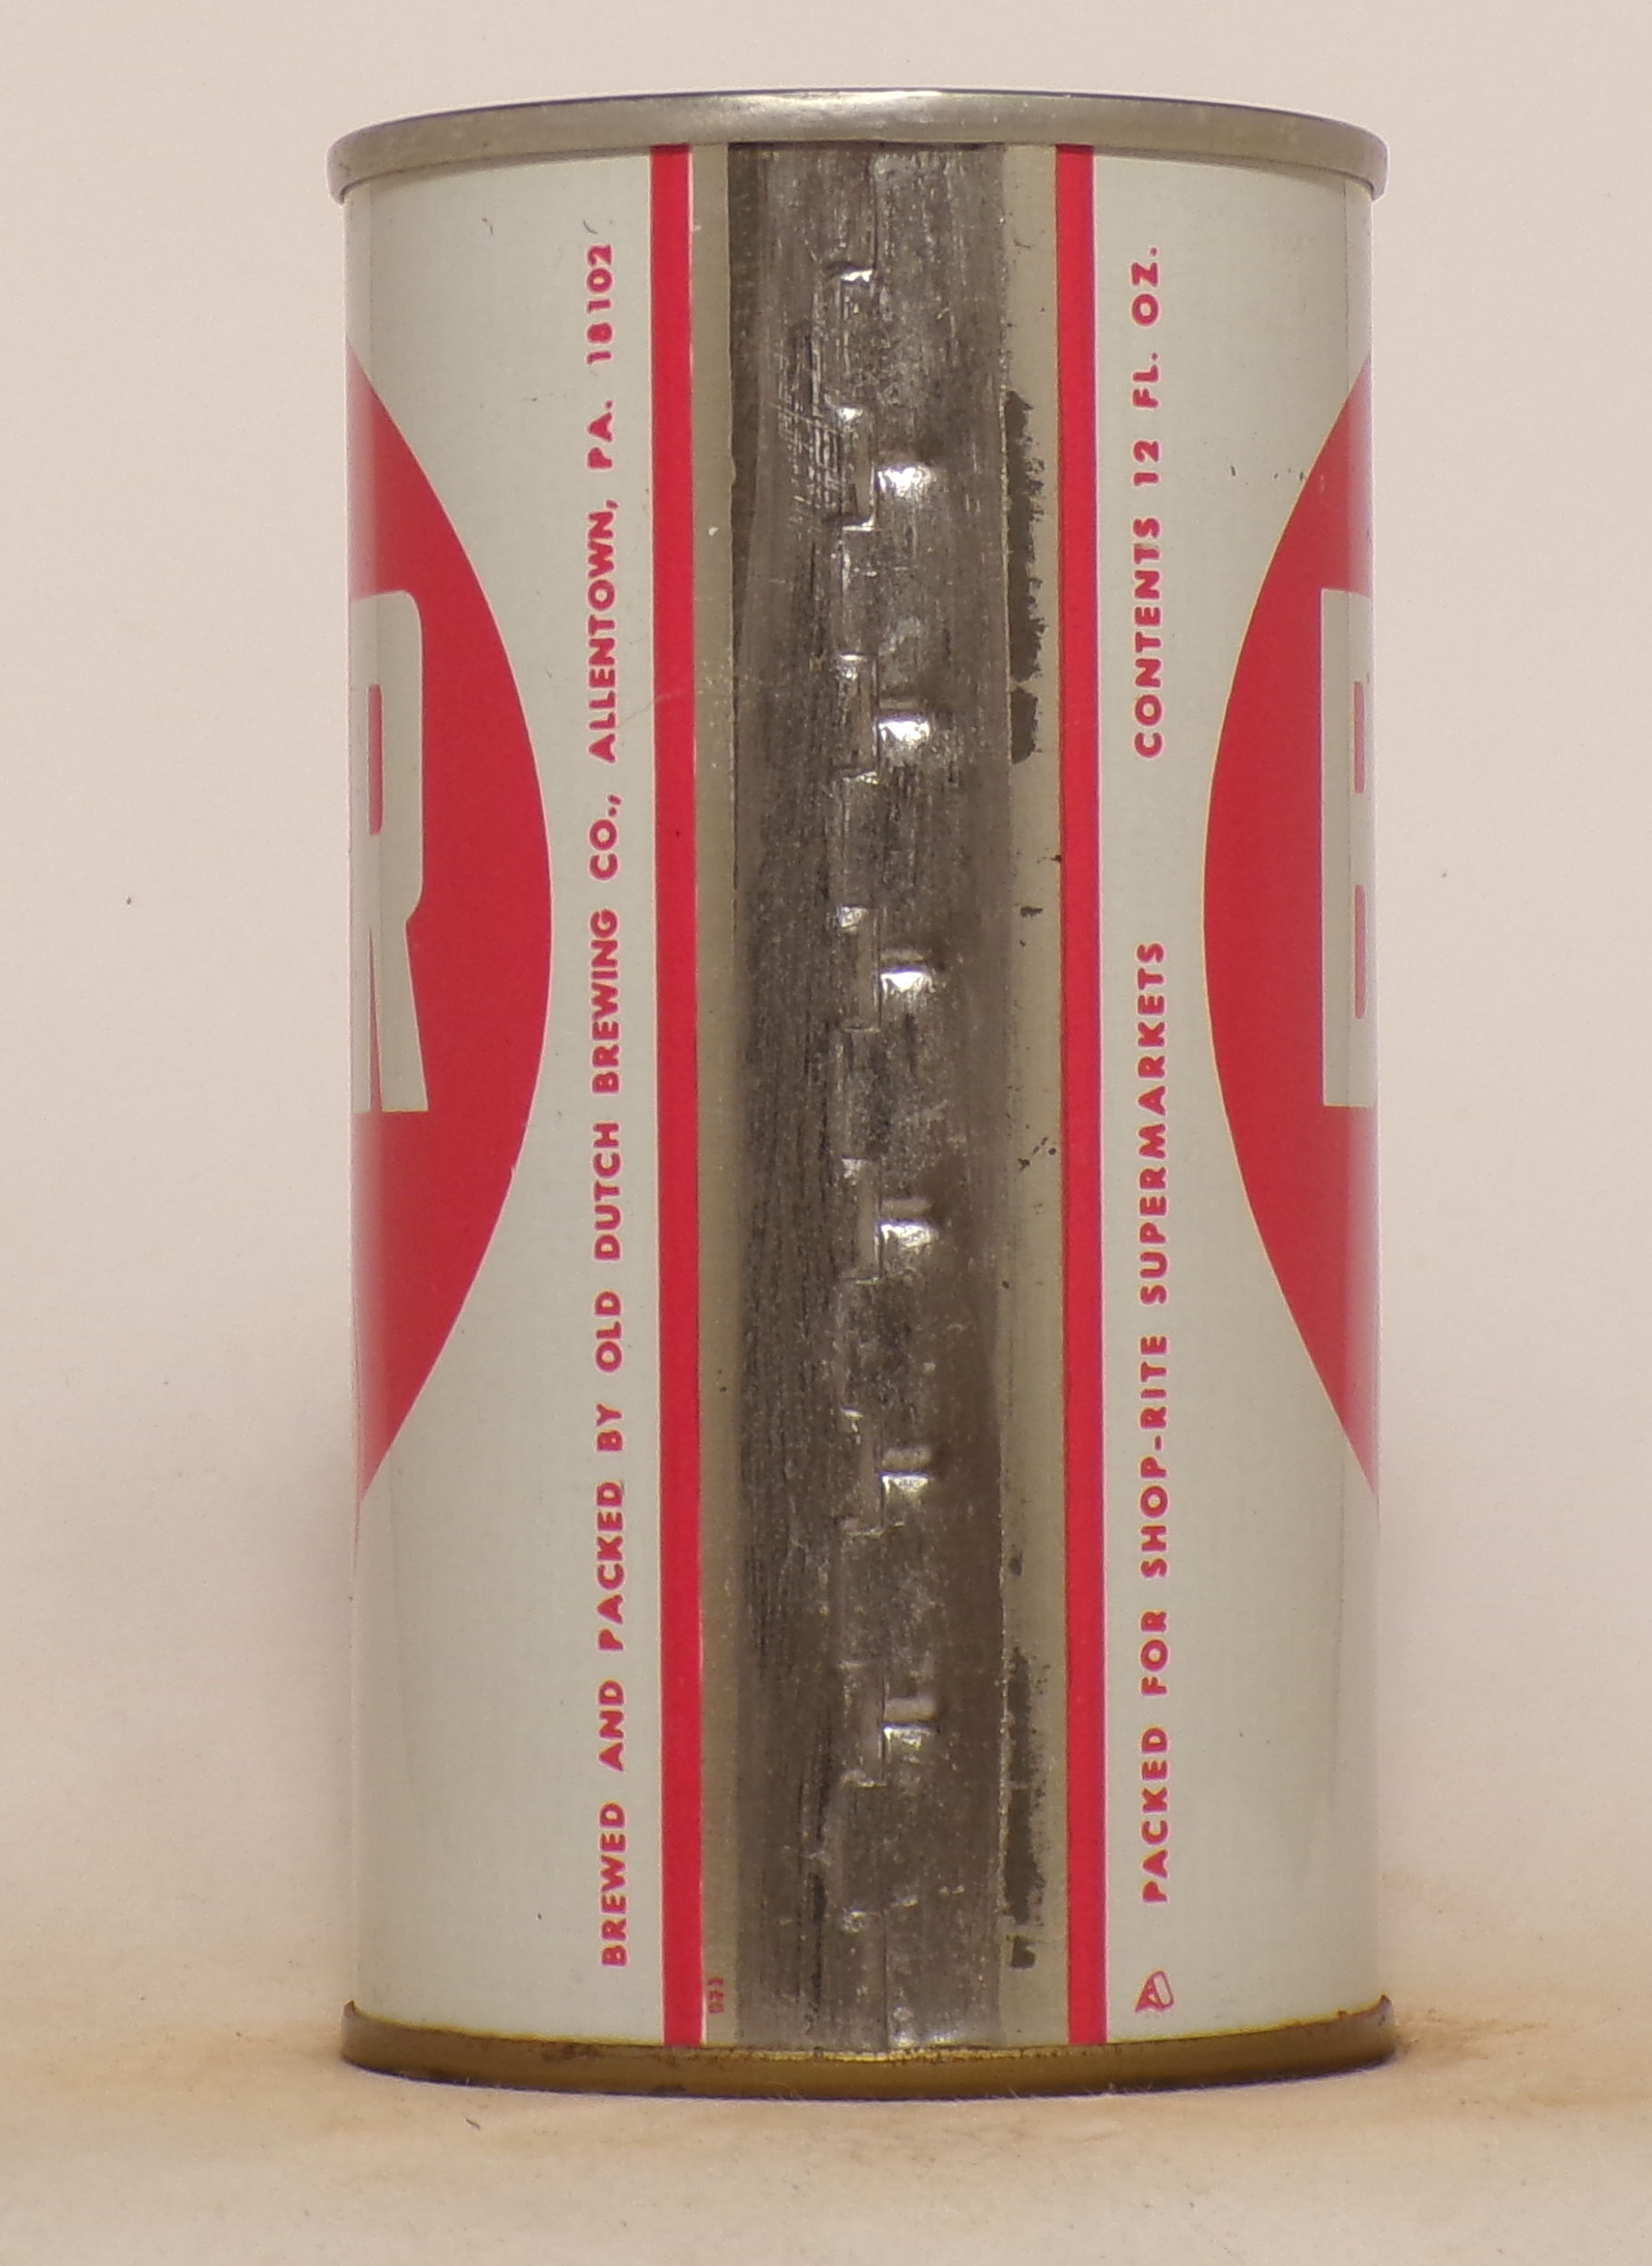 R
BREWED AND PACKED BY OLD DUTCH BREWING CO., ALLENTOWN, PA. 18102
PACKED FOR SHOP-RITE SUPERMARKETS CONTENTS 12 FL. OZ.
B